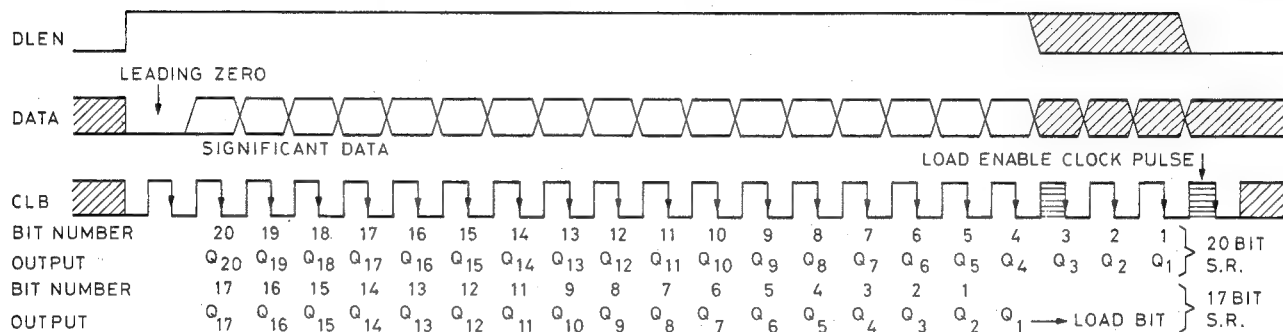 DLEN
LEADING ZERO
DATA
SIGNIFICANT DATA
LOAD ENABLE CLOCK PULSE
CLB
BIT NUMBER 20 19 18 17 16 15 14 13 12 11 10 9 8 7 6 5 4 3 2 1
OUTPUT Q20 Q19 Q18 Q17 Q16 Q15 Q14 Q13 Q12 Q11 Q10 Q9 Q8 Q7 Q6 Q5 Q4 Q3 Q2 Q1
20 BIT
S.R.
BIT NUMBER 17 16 15 14 13 12 11 9 8 7 6 5 4 3 2 1
OUTPUT Q17 Q16 Q15 Q14 Q13 Q12 Q11 Q10 Q9 Q8 Q7 Q6 Q5 Q4 Q3 Q2 Q1 → LOAD BIT
17 BIT
S.R.